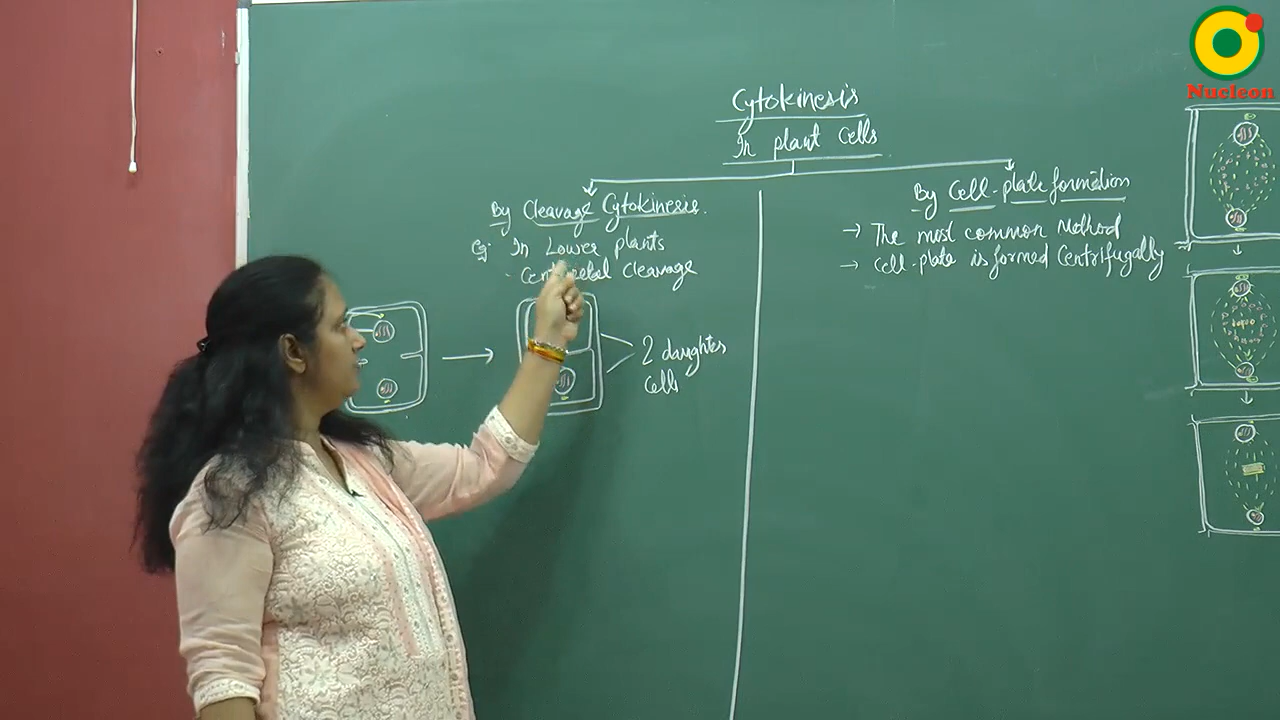 Cytokinesis
In plant cells
By Cleavage Cytokinesis.
Eg: In Lower plants
- Cleavage
2 daughter
cells
By Cell-plate formation
→ The most common Method
→ Cell-plate is formed Centrifugally
Nucleon